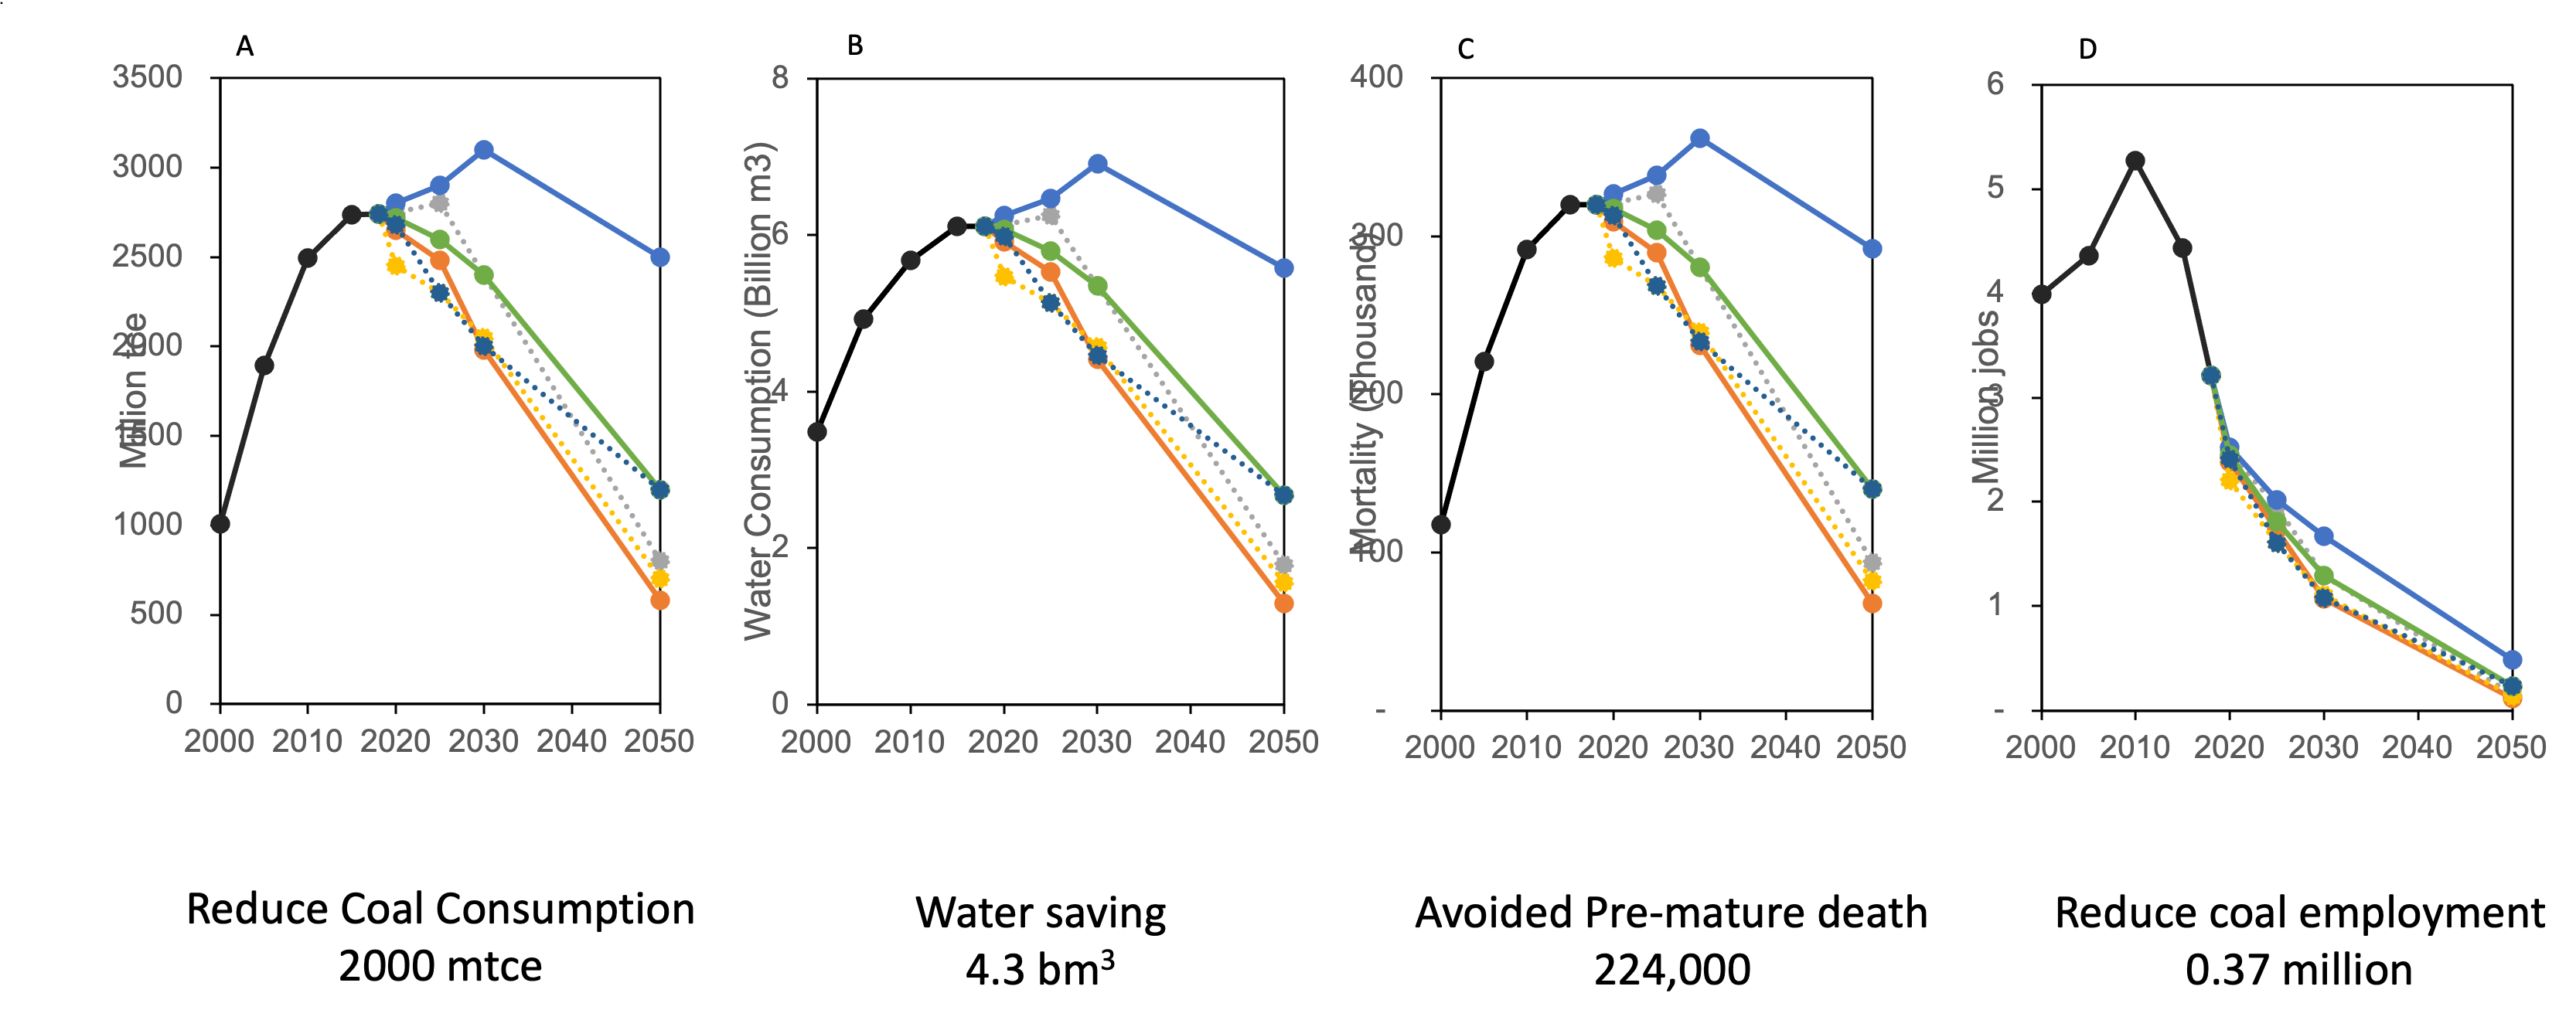 A
3500
3000
2500
2000
1500
1000
500
0
Million tce
2000 2010 2020 2030 2040 2050
Reduce Coal Consumption
2000 mtce
B
8
6
4
2
0
Water Consumption (Billion m3)
2000 2010 2020 2030 2040 2050
Water saving
4.3 bm³
C
400
300
200
100
-
Mortality (Thousand)
2000 2010 2020 2030 2040 2050
Avoided Pre-mature death
224,000
D
6
5
4
3
2
1
-
MIllion jobs
2000 2010 2020 2030 2040 2050
Reduce coal employment
0.37 million